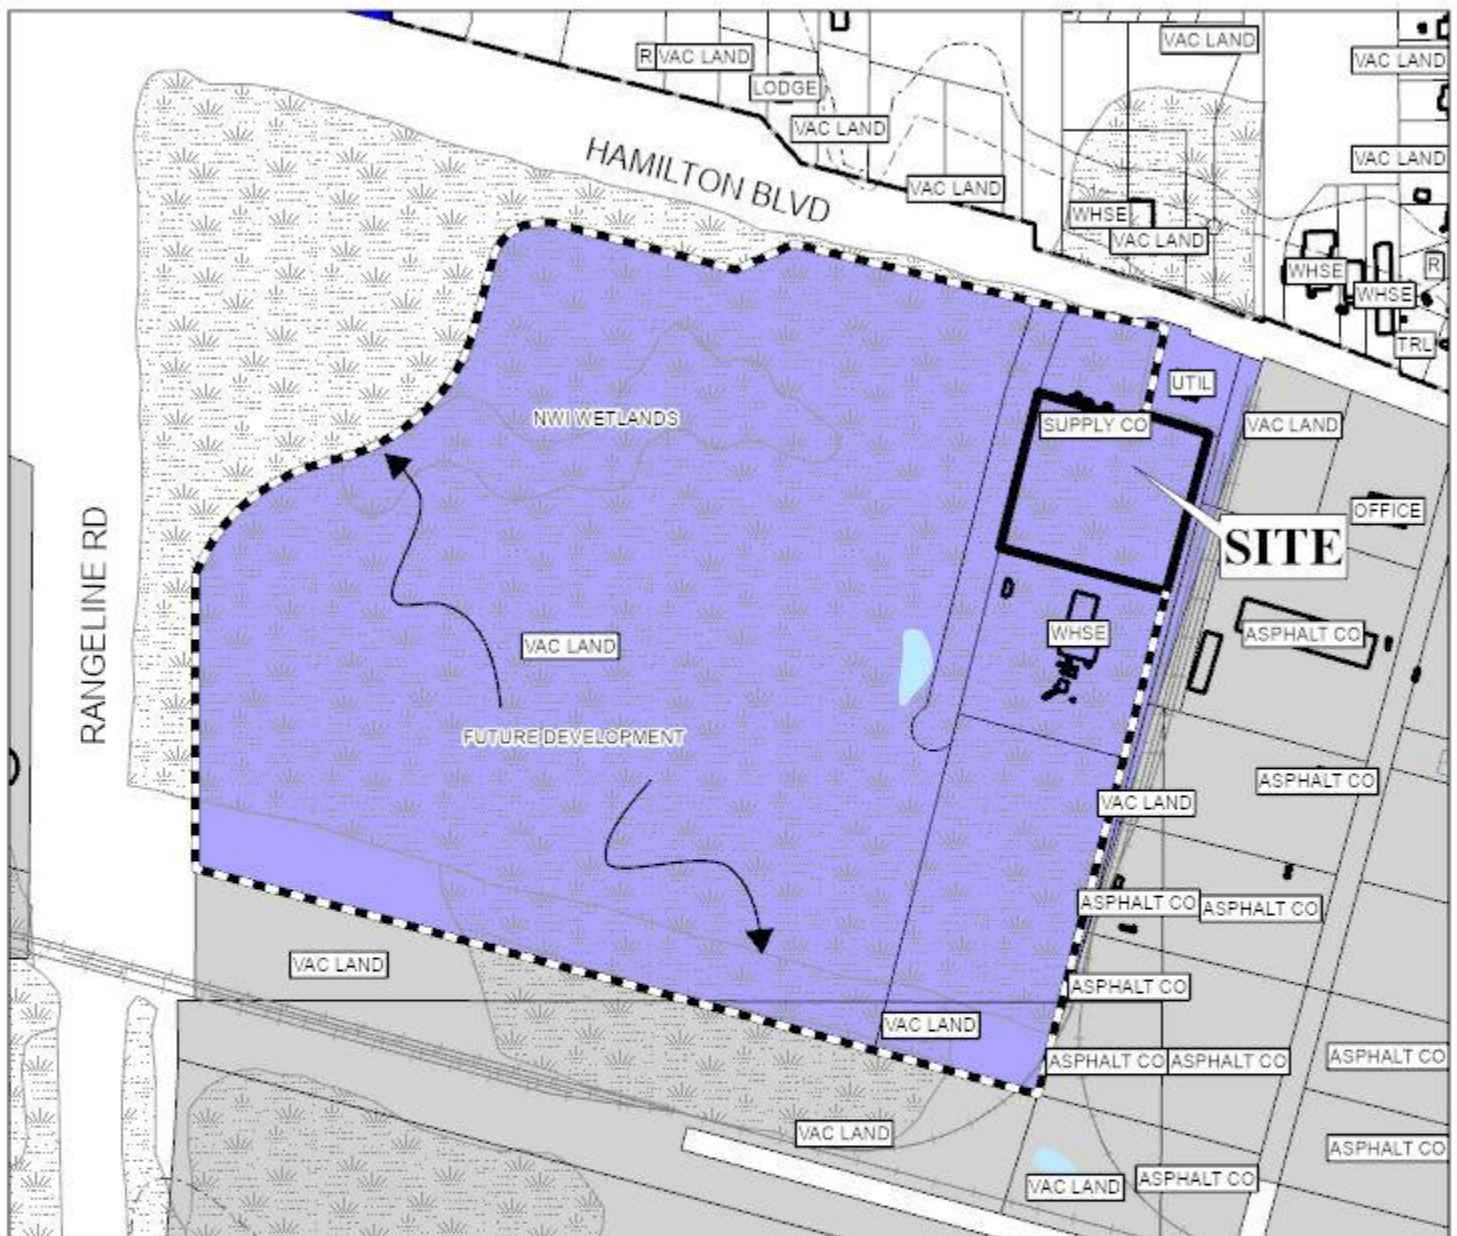 VAC LAND
R
VAC LAND
VAC LAND
LODGE
VAC LAND
HAMILTON BLVD
VAC LAND
VAC LAND
WHSE
VAC LAND
WHSE
R
WHSE
TRL
UTIL
NWI WETLANDS
SUPPLY CO
VAC LAND
OFFICE
SITE
RANGELINE RD
VAC LAND
WHSE
ASPHALT CO
FUTURE DEVELOPMENT
ASPHALT CO
VAC LAND
ASPHALT CO
ASPHALT CO
VAC LAND
ASPHALT CO
VAC LAND
ASPHALT CO
ASPHALT CO
ASPHALT CO
VAC LAND
ASPHALT CO
VAC LAND
ASPHALT CO